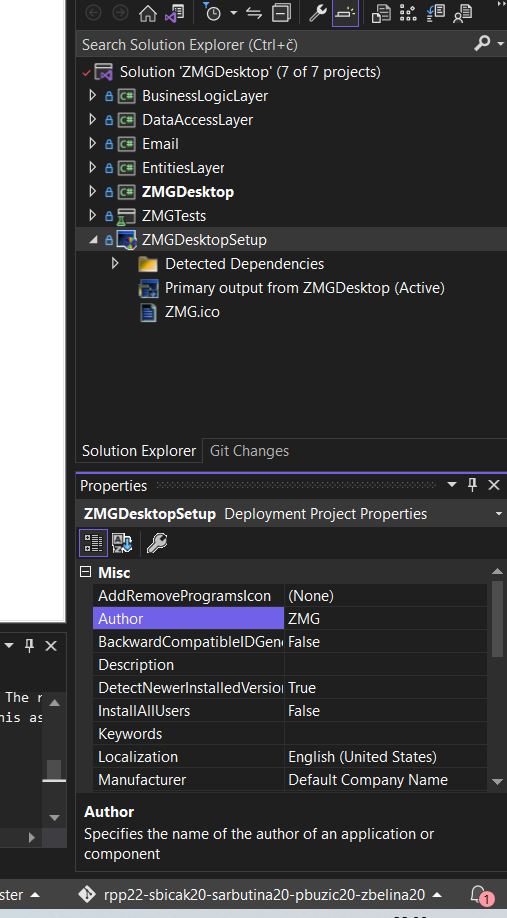 Search Solution Explorer (Ctrl+č)
Solution 'ZMGDesktop' (7 of 7 projects)
BusinessLogicLayer
DataAccessLayer
Email
EntitiesLayer
ZMGDesktop
ZMGTests
ZMGDesktopSetup
Detected Dependencies
Primary output from ZMGDesktop (Active)
ZMG.ico
Solution Explorer Git Changes
Properties
ZMGDesktopSetup Deployment Project Properties
Misc
AddRemoveProgramsIcon (None)
Author ZMG
BackwardCompatibleIDGen False
Description
DetectNewerInstalledVersion True
InstallAllUsers False
Keywords
Localization English (United States)
Manufacturer Default Company Name
Author
Specifies the name of the author of an application or
component
The
his as
ster rpp22-sbicak20-sarbutina20-pbuzic20-zbelina20 1